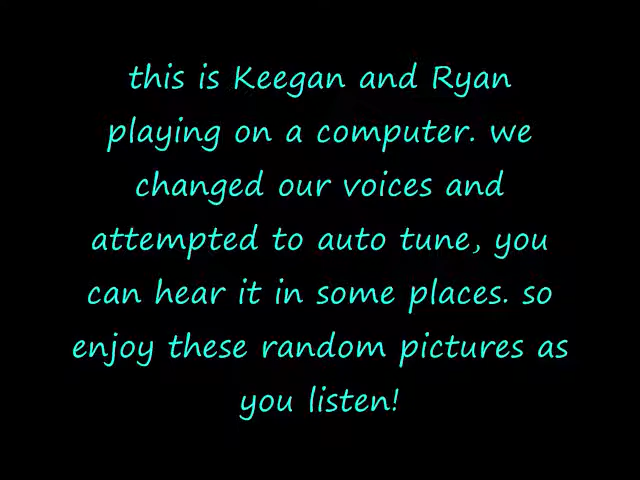 this is Keegan and Ryan
playing on a computer. we
changed our voices and
attempted to auto tune, you
can hear it in some places. so
enjoy these random pictures as
you listen!